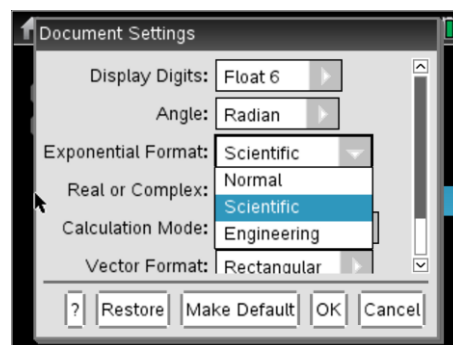 Document Settings
Display Digits: Float 6
Angle: Radian
Exponential Format: Scientific
Normal
Real or Complex:
Scientific
Calculation Mode:
Engineering
Vector Format: Rectangular
? Restore Make Default OK Cancel